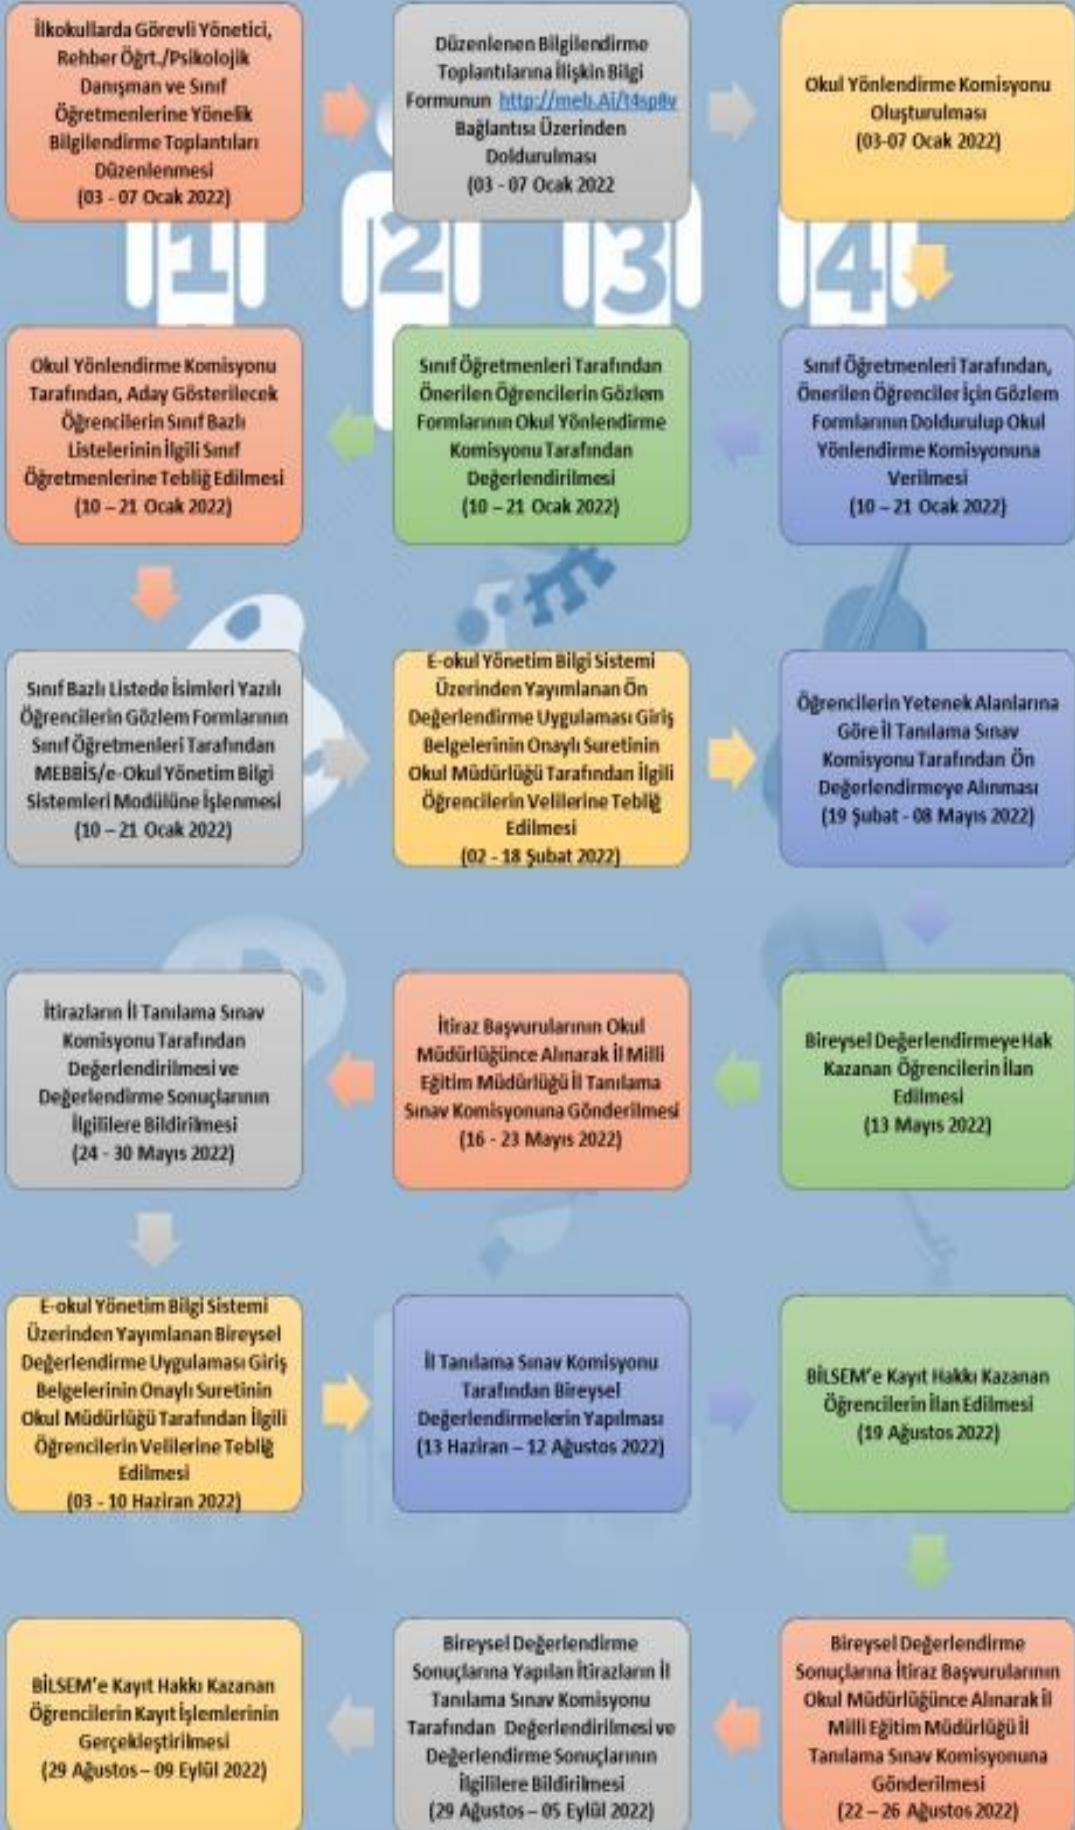 İlkokullarda Görevli Yönetici,
Rehber Öğrt./Psikolojik
Danışman ve Sınıf
Öğretmenlerine Yönelik
Bilgilendirme Toplantıları
Düzenlenmesi
(03 - 07 Ocak 2022)
Düzenlenen Bilgilendirme
Toplantılarına İlişkin Bilgi
Formunun http://meb.Ai/t4sp8v
Bağlantısı Üzerinden
Doldurulması
(03 - 07 Ocak 2022
Okul Yönlendirme Komisyonu
Oluşturulması
(03-07 Ocak 2022)
1 2 3 4
Sınıf Öğretmenleri Tarafından,
Önerilen Öğrenciler İçin Gözlem
Formlarının Doldurulup Okul
Yönlendirme Komisyonuna
Verilmesi
(10 – 21 Ocak 2022)
Sınıf Öğretmenleri Tarafından
Önerilen Öğrencilerin Gözlem
Formlarının Okul Yönlendirme
Komisyonu Tarafından
Değerlendirilmesi
(10 – 21 Ocak 2022)
Okul Yönlendirme Komisyonu
Tarafından, Aday Gösterilecek
Öğrencilerin Sınıf Bazlı
Listelerinin İlgili Sınıf
Öğretmenlerine Tebliğ Edilmesi
(10 – 21 Ocak 2022)
Sınıf Bazlı Listede İsimleri Yazılı
Öğrencilerin Gözlem Formlarının
Sınıf Öğretmenleri Tarafından
MEBBİS/e-Okul Yönetim Bilgi
Sistemleri Modülüne İşlenmesi
(10 – 21 Ocak 2022)
E-okul Yönetim Bilgi Sistemi
Üzerinden Yayımlanan Ön
Değerlendirme Uygulaması Giriş
Belgelerinin Onaylı Suretinin
Okul Müdürlüğü Tarafından İlgili
Öğrencilerin Velilerine Tebliğ
Edilmesi
(02 - 18 Şubat 2022)
Öğrencilerin Yetenek Alanlarına
Göre İl Tanılama Sınav
Komisyonu Tarafından Ön
Değerlendirmeye Alınması
(19 Şubat - 08 Mayıs 2022)
Bireysel Değerlendirmeye Hak
Kazanan Öğrencilerin İlan
Edilmesi
(13 Mayıs 2022)
İtiraz Başvurularının Okul
Müdürlüğünce Alınarak İl Milli
Eğitim Müdürlüğü İl Tanılama
Sınav Komisyonuna Gönderilmesi
(16 - 23 Mayıs 2022)
İtirazların İl Tanılama Sınav
Komisyonu Tarafından
Değerlendirilmesi ve
Değerlendirme Sonuçlarının
İlgililere Bildirilmesi
(24 - 30 Mayıs 2022)
E-okul Yönetim Bilgi Sistemi
Üzerinden Yayımlanan Bireysel
Değerlendirme Uygulaması Giriş
Belgelerinin Onaylı Suretinin
Okul Müdürlüğü Tarafından İlgili
Öğrencilerin Velilerine Tebliğ
Edilmesi
(03 - 10 Haziran 2022)
İl Tanılama Sınav Komisyonu
Tarafından Bireysel
Değerlendirmelerin Yapılması
(13 Haziran – 12 Ağustos 2022)
BİLSEM'e Kayıt Hakkı Kazanan
Öğrencilerin İlan Edilmesi
(19 Ağustos 2022)
Bireysel Değerlendirme
Sonuçlarına İtiraz Başvurularının
Okul Müdürlüğünce Alınarak İl
Milli Eğitim Müdürlüğü İl
Tanılama Sınav Komisyonuna
Gönderilmesi
(22 – 26 Ağustos 2022)
Bireysel Değerlendirme
Sonuçlarına Yapılan İtirazların İl
Tanılama Sınav Komisyonu
Tarafından Değerlendirilmesi ve
Değerlendirme Sonuçlarının
İlgililere Bildirilmesi
(29 Ağustos – 05 Eylül 2022)
BİLSEM'e Kayıt Hakkı Kazanan
Öğrencilerin Kayıt İşlemlerinin
Gerçekleştirilmesi
(29 Ağustos – 09 Eylül 2022)